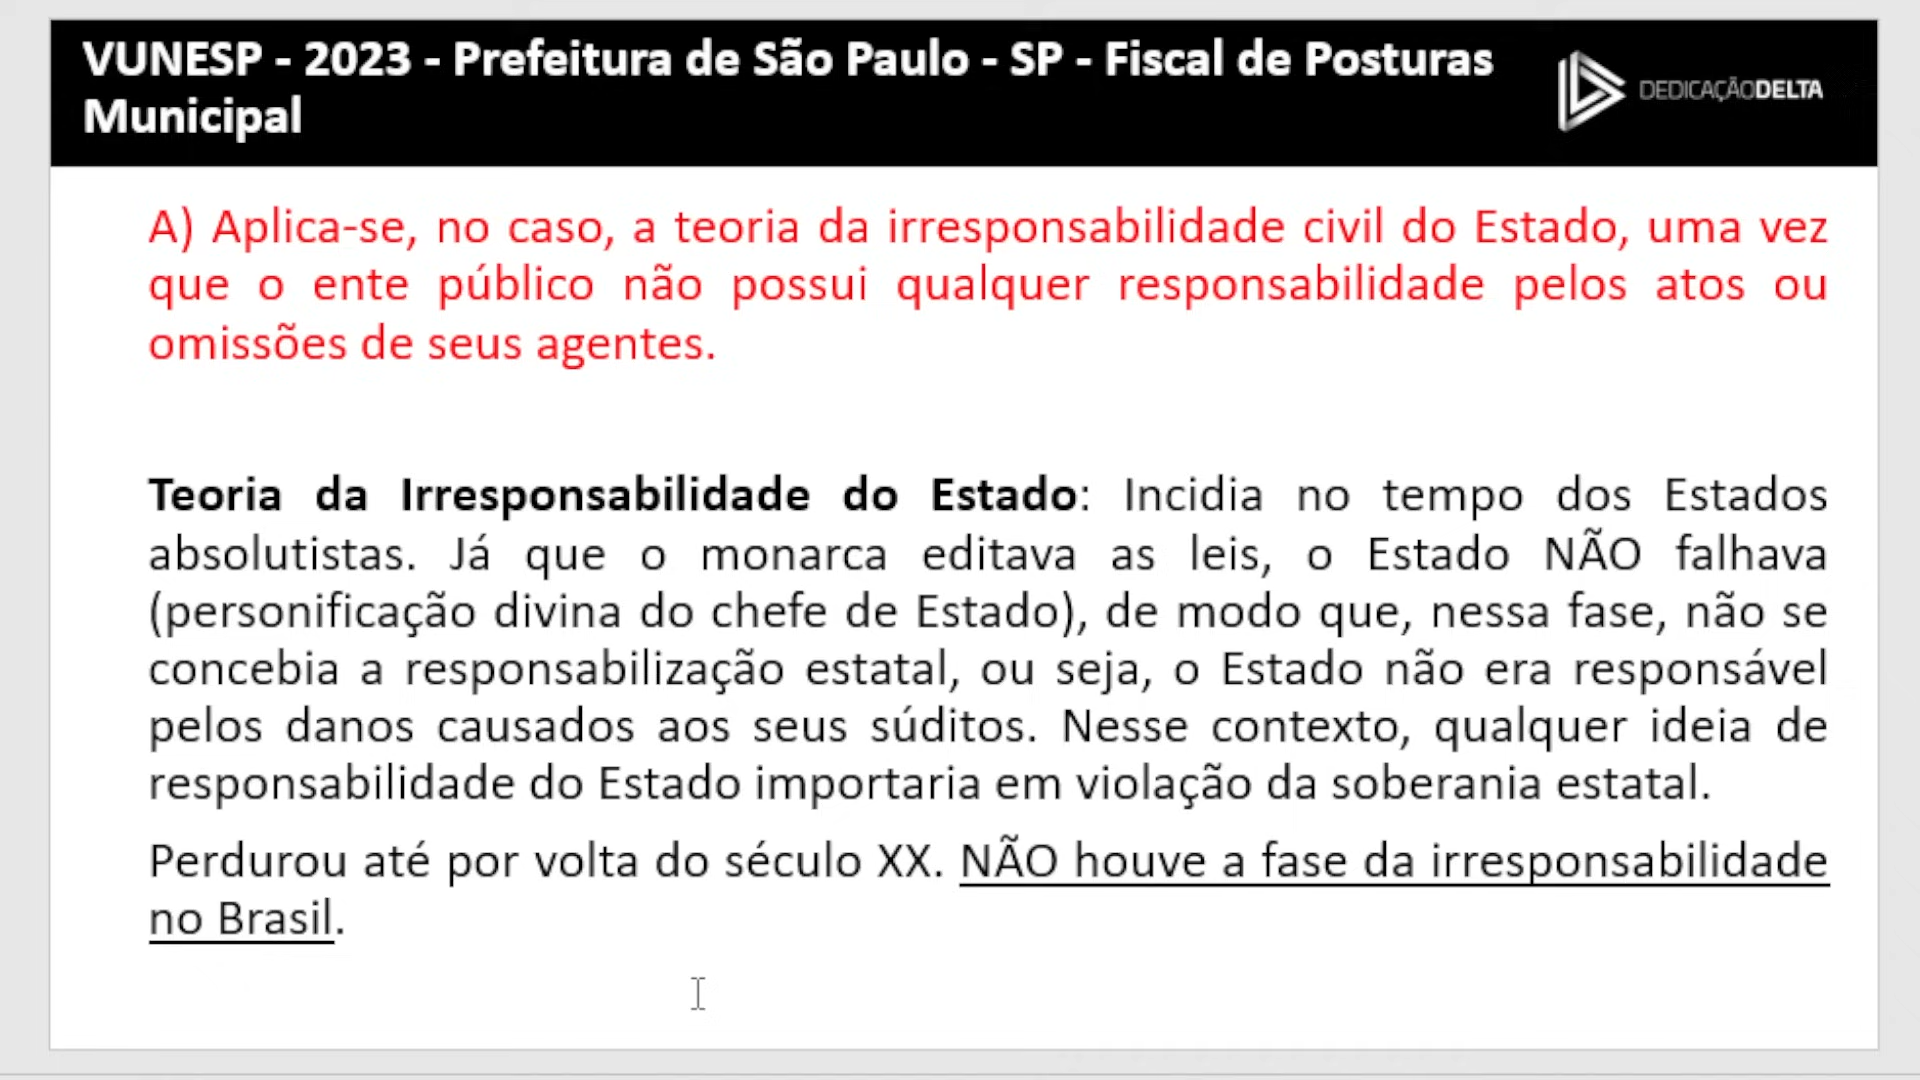 VUNESP - 2023 - Prefeitura de São Paulo - SP - Fiscal de Posturas
Municipal
DEDICAÇÃODELTA
A) Aplica-se, no caso, a teoria da irresponsabilidade civil do Estado, uma vez
que o ente público não possui qualquer responsabilidade pelos atos ou
omissões de seus agentes.
Teoria da Irresponsabilidade do Estado: Incidia no tempo dos Estados
absolutistas. Já que o monarca editava as leis, o Estado NÃO falhava
(personificação divina do chefe de Estado), de modo que, nessa fase, não se
concebia a responsabilização estatal, ou seja, o Estado não era responsável
pelos danos causados aos seus súditos. Nesse contexto, qualquer ideia de
responsabilidade do Estado importaria em violação da soberania estatal.
Perdurou até por volta do século XX. NÃO houve a fase da irresponsabilidade
no Brasil.